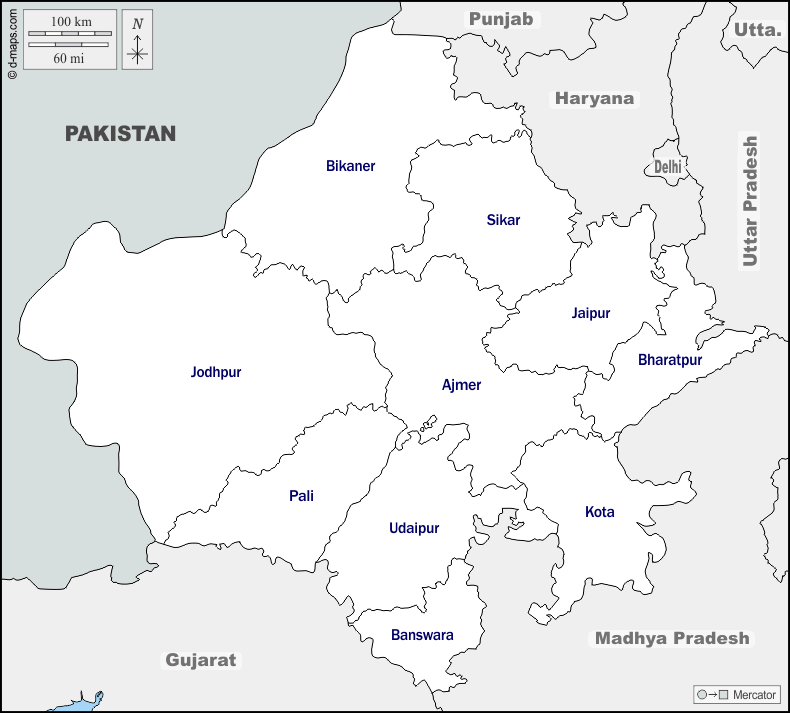 © d-maps.com
100 km
60 mi
N
Punjab
Utta.
Haryana
PAKISTAN
Delhi
Uttar Pradesh
Bikaner
Sikar
Jaipur
Bharatpur
Jodhpur
Ajmer
Pali
Kota
Udaipur
Banswara
Madhya Pradesh
Gujarat
Mercator